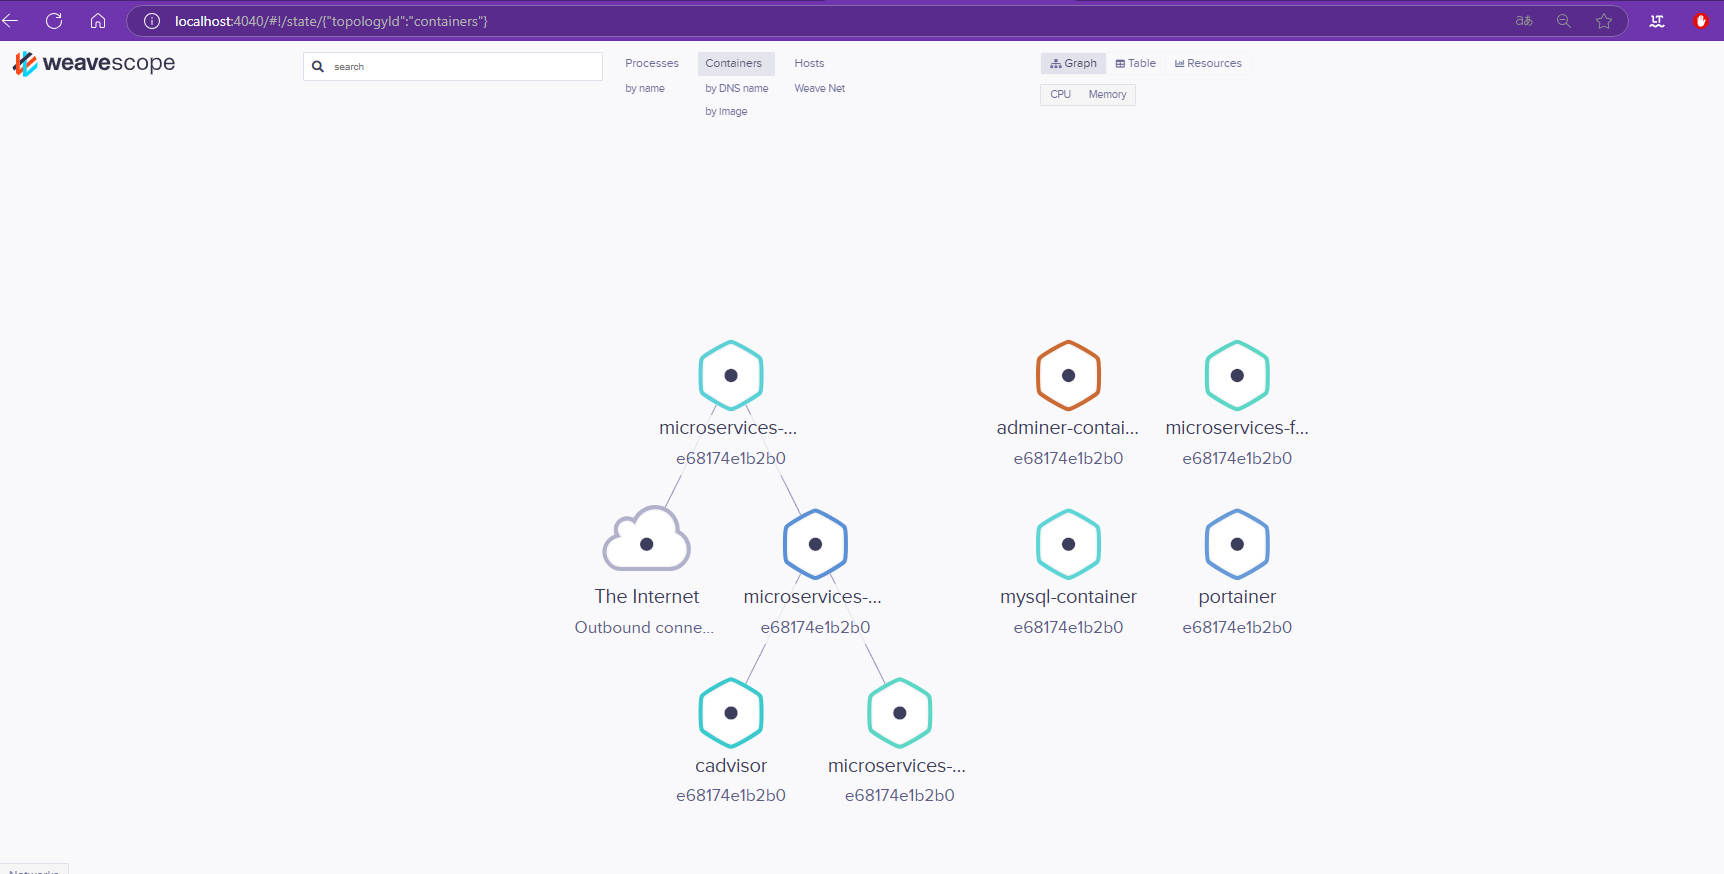 localhost:4040/#!/state/{"topologyId":"containers"}
weavescope
search
Processes
by name
Containers
by DNS name
by image
Hosts
Weave Net
Graph
Table
Resources
CPU
Memory
microservices-...
e68174e1b2b0
adminer-contai...
e68174e1b2b0
microservices-f...
e68174e1b2b0
The Internet
Outbound conne...
microservices-...
e68174e1b2b0
mysql-container
e68174e1b2b0
portainer
e68174e1b2b0
cadvisor
e68174e1b2b0
microservices-...
e68174e1b2b0